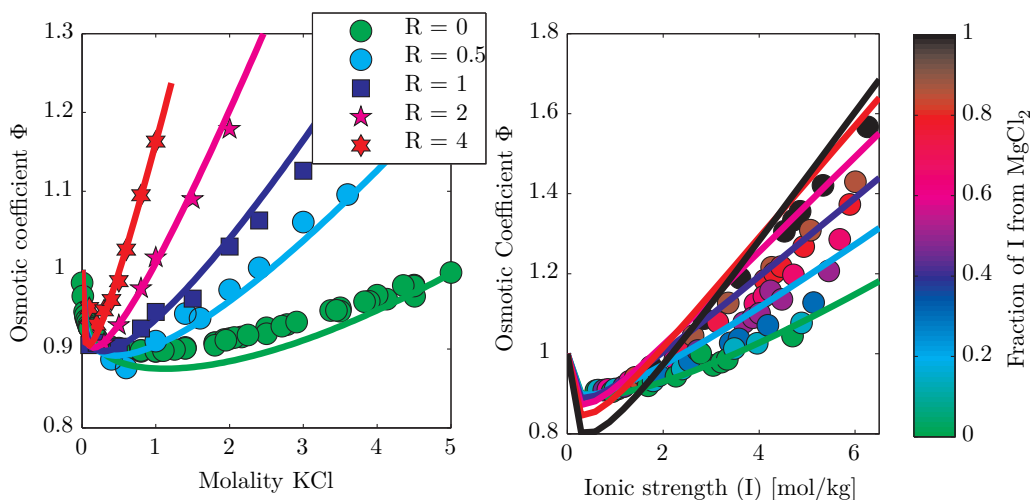 1.3
1.2
1.1
1
0.9
0.8
Osmotic coefficient Φ
0
1
2
3
4
5
Molality KCl
R = 0
R = 0.5
R = 1
R = 2
R = 4
1.8
1.6
1.4
1.2
1
0.8
Osmotic Coefficient Φ
0
2
4
6
Ionic strength (I) [mol/kg]
1
0.8
0.6
0.4
0.2
0
Fraction of I from MgCl₂